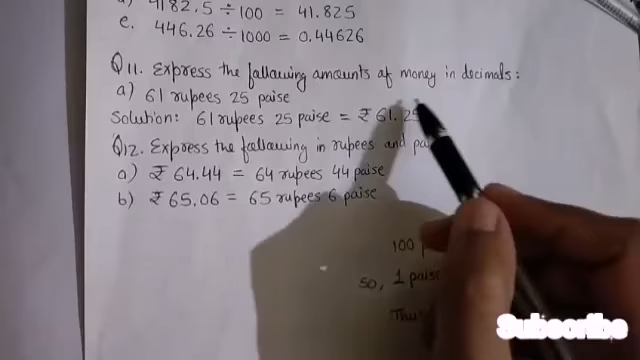 4182.5 ÷ 100 = 41.825
e. 446.26 ÷ 1000 = 0.44626
Q11. Express the following amounts of money in decimals:
a) 61 rupees 25 paise
Solution: 61 rupees 25 paise = ₹ 61.25
Q12. Express the following in rupees and
a) ₹ 64.44 = 64 rupees 44 paise
b) ₹ 65.06 = 65 rupees 6 paise
100
so, 1 paise
Subscribe